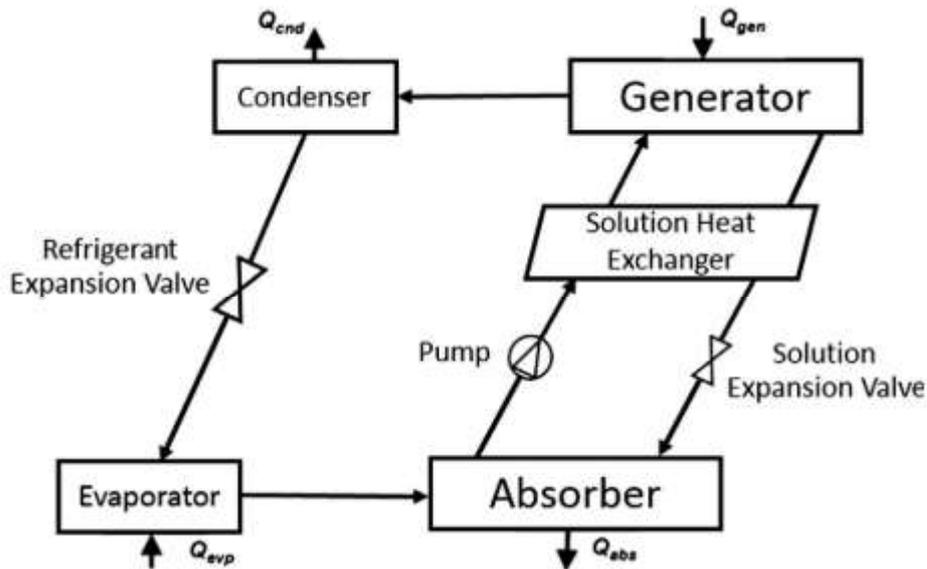 Qcnd
Qgen
Condenser
Generator
Solution Heat
Exchanger
Refrigerant
Expansion Valve
Pump
Solution
Expansion Valve
Evaporator
Absorber
Qevp
Qabs